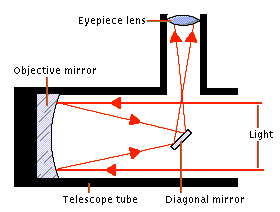 Eyepiece lens
Objective mirror
Light
Telescope tube
Diagonal mirror